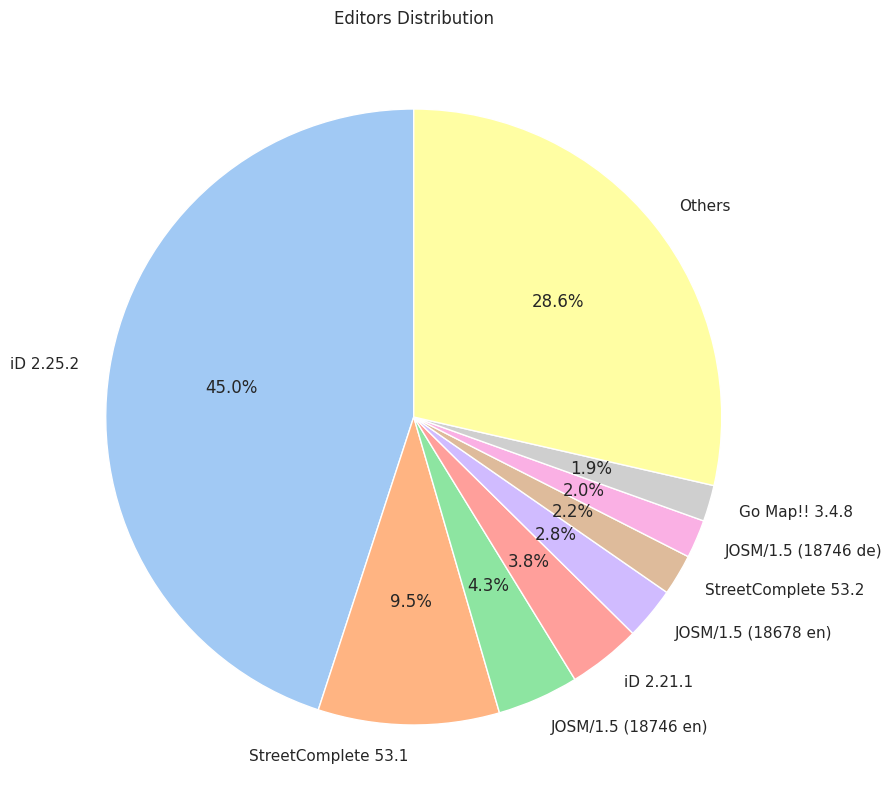 Editors Distribution
Others
28.6%
iD 2.25.2
45.0%
1.9%
2.0%
Go Map!! 3.4.8
2.2%
2.8%
JOSM/1.5 (18746 de)
3.8%
4.3%
StreetComplete 53.2
9.5%
JOSM/1.5 (18678 en)
iD 2.21.1
JOSM/1.5 (18746 en)
StreetComplete 53.1